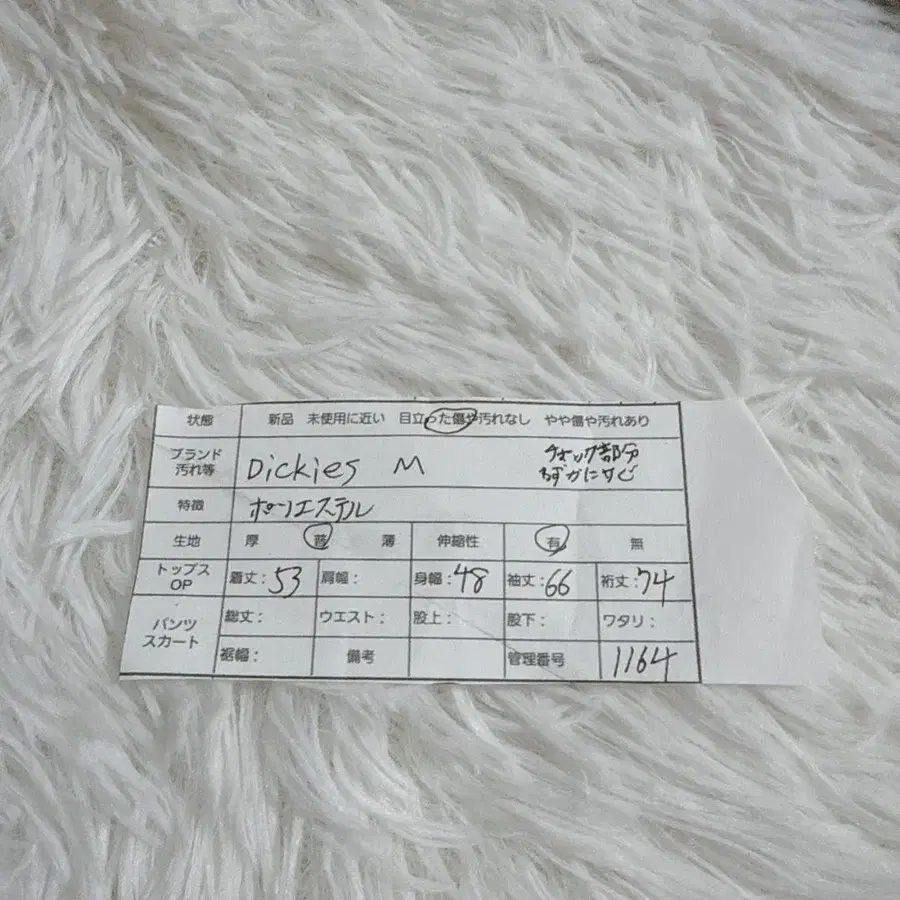 状態 新品 未使用に近い 目立った傷や汚れなし やや傷や汚れあり
ブランド
汚れ等 Dickies M
チャック部分
わずかにサビ
特徴 ポリエステル
生地 厚 普 薄 伸縮性 有 無
トップス
OP 着丈:53 肩幅: 身幅:48 袖丈:66 裄丈:74
パンツ
スカート 総丈: ウエスト: 股上: 股下: ワタリ:
裾幅: 備考 管理番号 1164